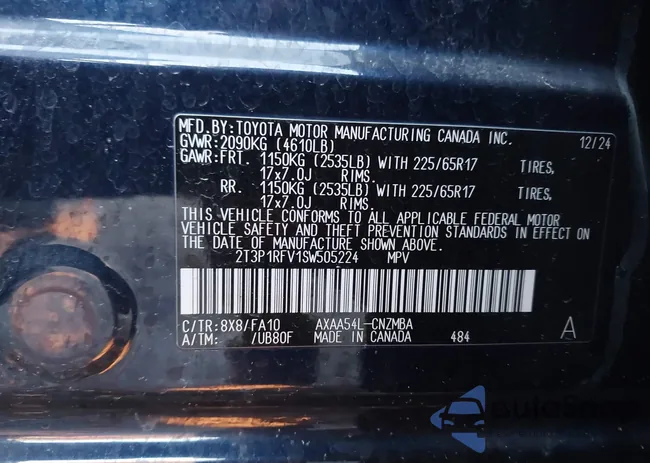 MFD.BY:TOYOTA MOTOR MANUFACTURING CANADA INC. 12/24
GVWR:2090KG (4610LB)
GAWR:FRT. 1150KG (2535LB) WITH 225/65R17 TIRES,
17x7.0J RIMS.
RR. 1150KG (2535LB) WITH 225/65R17 TIRES,
17x7.0J RIMS.
THIS VEHICLE CONFORMS TO ALL APPLICABLE FEDERAL MOTOR
VEHICLE SAFETY AND THEFT PREVENTION STANDARDS IN EFFECT ON
THE DATE OF MANUFACTURE SHOWN ABOVE.
2T3P1RFV1SW505224 MPV
C/TR:8X8/FA10 AXAA54L-CNZMBA A
A/TM: /UB80F MADE IN CANADA 484